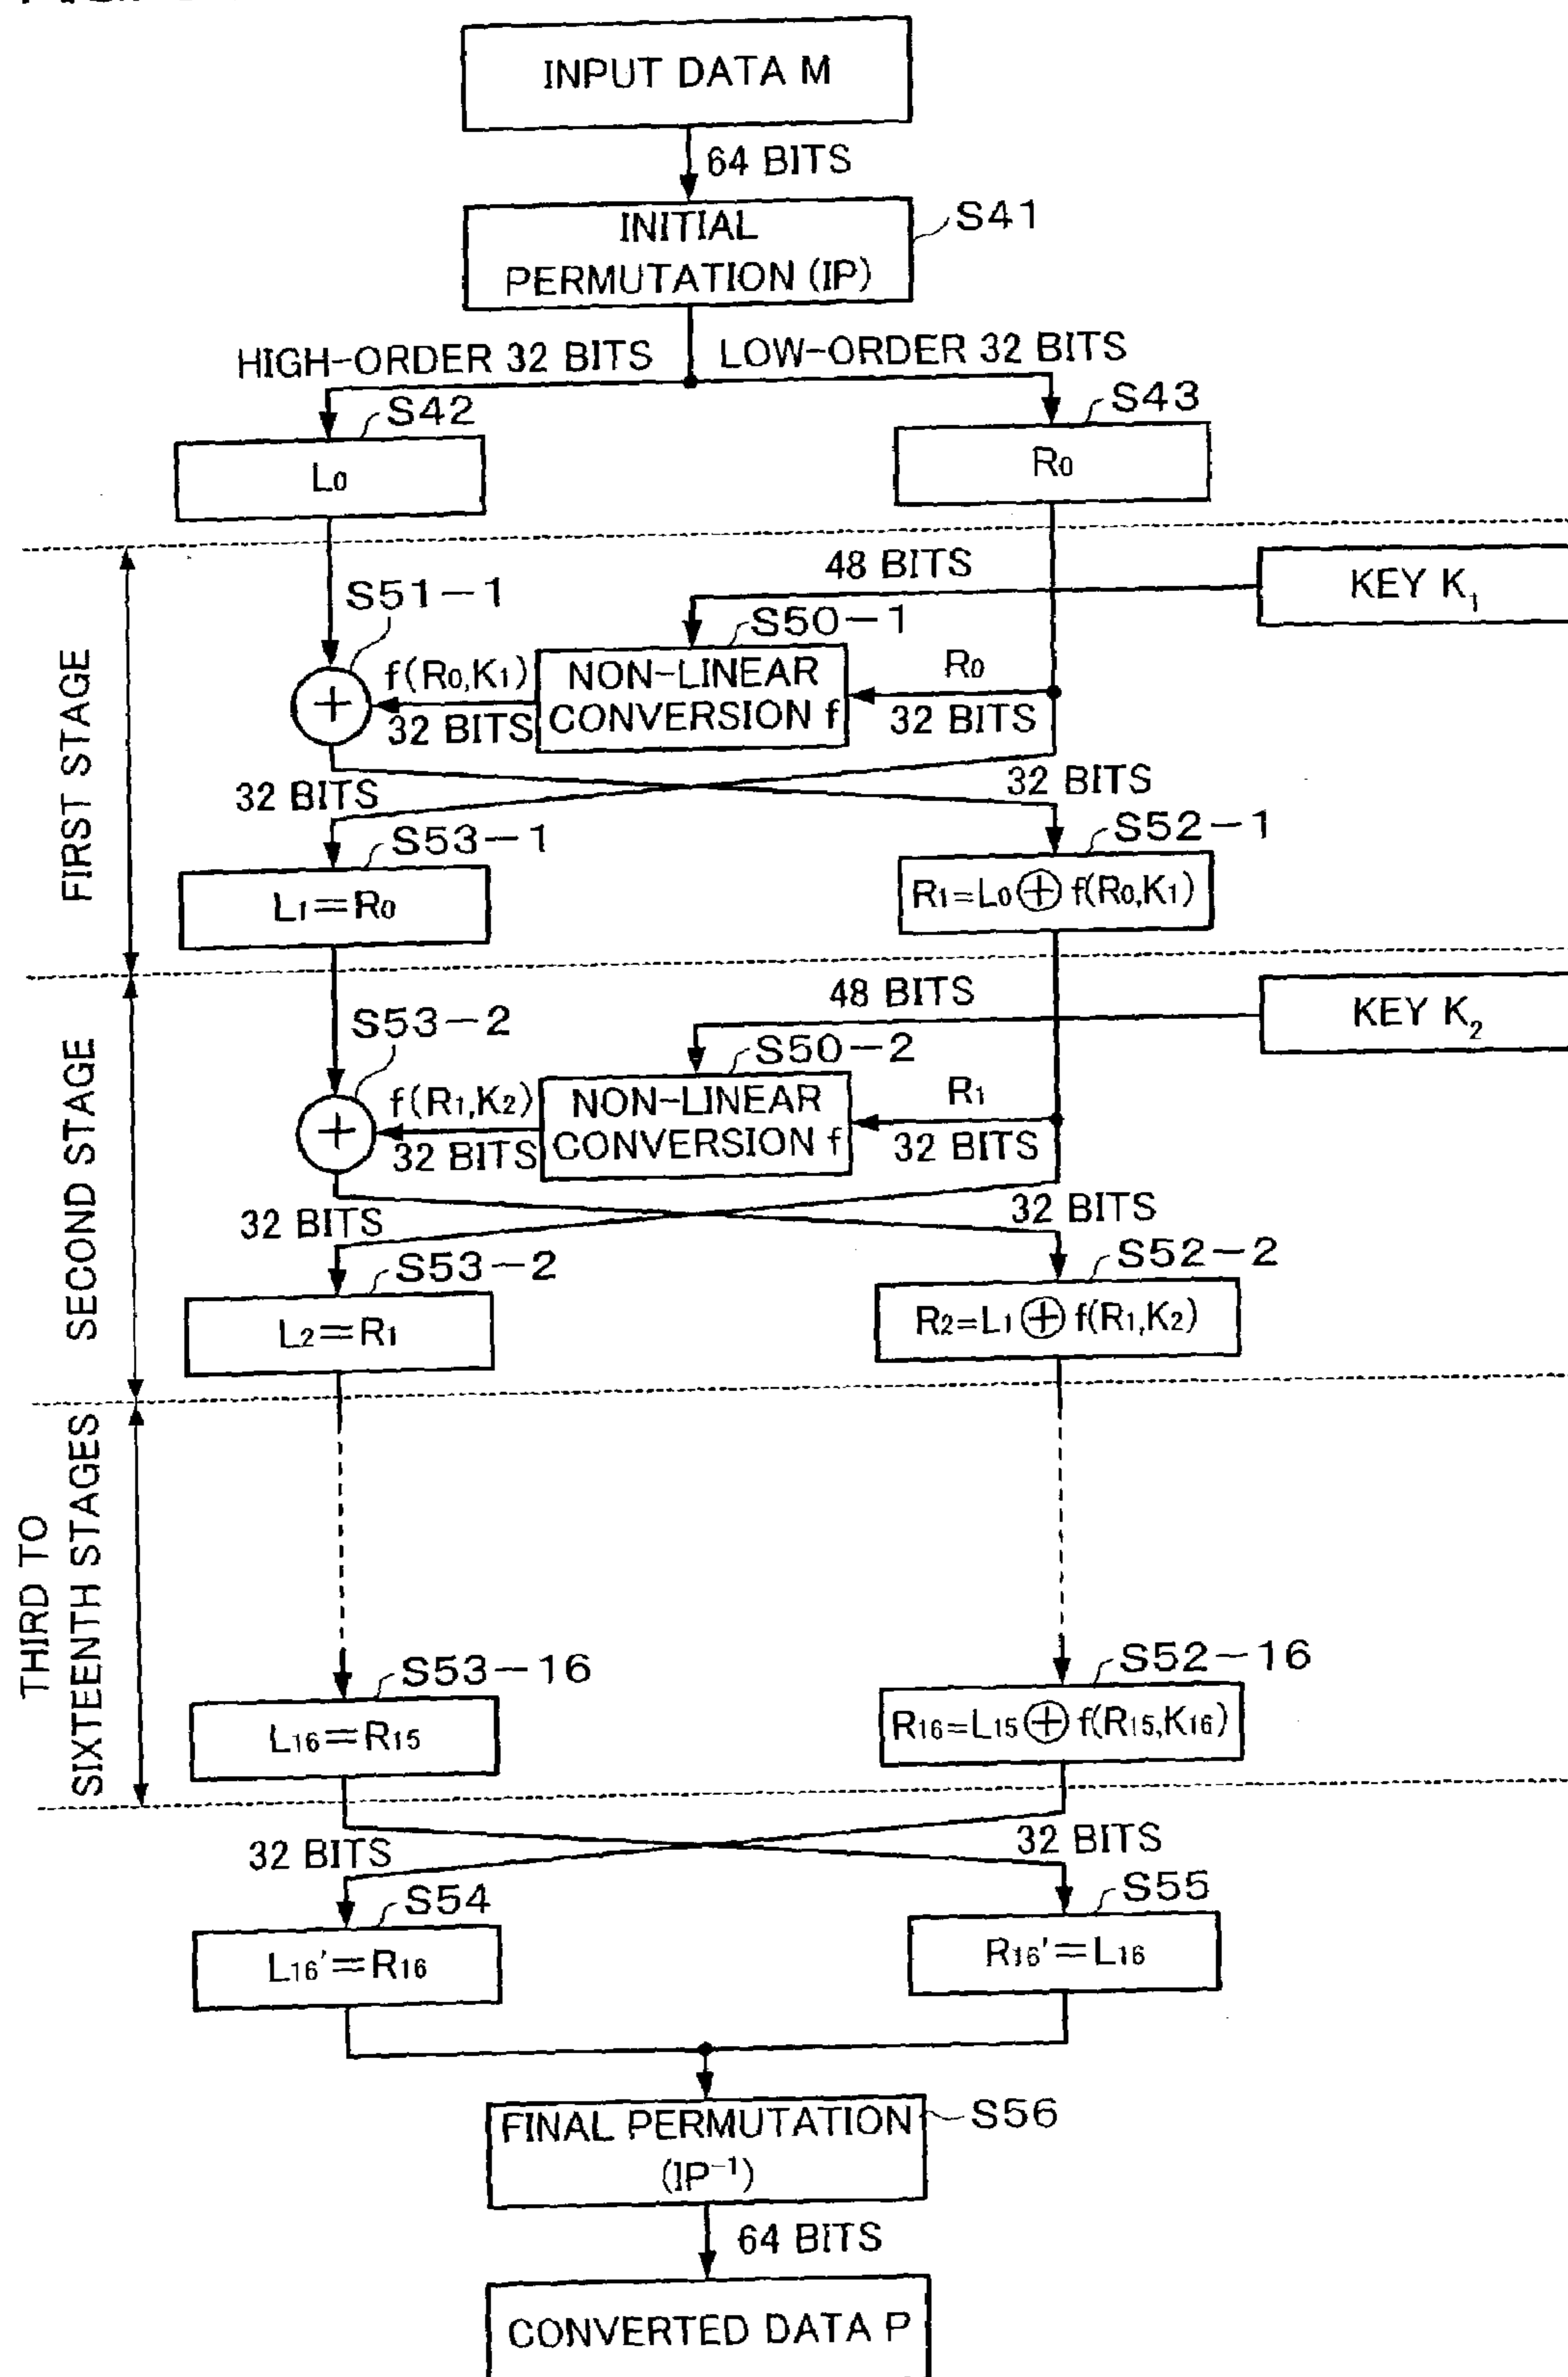 INPUT DATA M
64 BITS
INITIAL
PERMUTATION (IP)
S41
HIGH-ORDER 32 BITS
LOW-ORDER 32 BITS
S42
S43
L0
R0
FIRST STAGE
48 BITS
KEY K1
S51-1
S50-1
f(R0,K1)
32 BITS
NON-LINEAR
CONVERSION f
R0
32 BITS
32 BITS
32 BITS
S53-1
S52-1
L1=R0
R1=L0⊕f(R0,K1)
SECOND STAGE
48 BITS
KEY K2
S53-2
S50-2
f(R1,K2)
32 BITS
NON-LINEAR
CONVERSION f
R1
32 BITS
32 BITS
32 BITS
S53-2
S52-2
L2=R1
R2=L1⊕f(R1,K2)
THIRD TO
SIXTEENTH STAGES
S53-16
S52-16
L16=R15
R16=L15⊕f(R15,K16)
32 BITS
32 BITS
S54
S55
L16'=R16
R16'=L16
FINAL PERMUTATION
(IP-1)
S56
64 BITS
CONVERTED DATA P